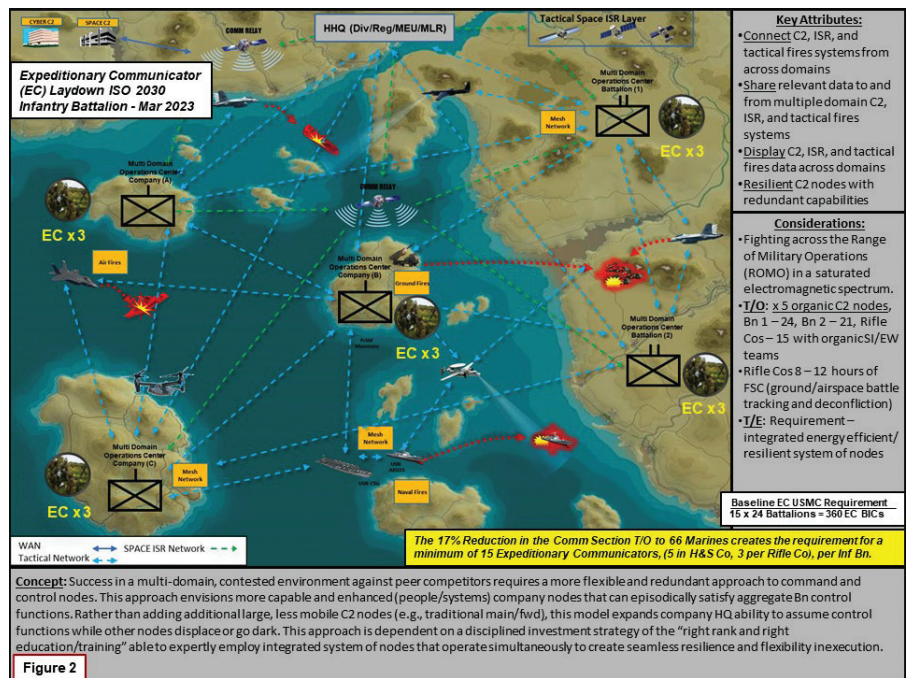 CYBER C2
SPACE C2
COMM RELAY
HHQ (Div/Reg/MEU/MLR)
Tactical Space ISR Layer
Expeditionary Communicator
(EC) Laydown ISO 2030
Infantry Battalion - Mar 2023
Multi Domain
Operations Center
Battalion (1)
Mesh
Network
EC x 3
Multi Domain
Operations Center
Company (A)
EC x 3
COMM RELAY
Air Fires
Multi Domain
Operations Center
Company (B)
Ground Fires
EC x 3
Multi Domain
Operations Center
Battalion (2)
EC x 3
Multi Domain
Operations Center
Company (C)
Mesh
Network
EC x 3
Mesh
Network
Naval Fires
WAN
Tactical Network
SPACE ISR Network
The 17% Reduction in the Comm Section T/O to 66 Marines creates the requirement for a
minimum of 15 Expeditionary Communicators, (5 in H&S Co, 3 per Rifle Co), per Inf Bn.
Key Attributes:
•Connect C2, ISR, and
tactical fires systems from
across domains
•Share relevant data to and
from multiple domain C2,
ISR, and tactical fires
systems
•Display C2, ISR, and tactical
fires data across domains
•Resilient C2 nodes with
redundant capabilities
Considerations:
•Fighting across the Range
of Military Operations
(ROMO) in a saturated
electromagnetic spectrum.
•T/O: x 5 organic C2 nodes,
Bn 1 – 24, Bn 2 – 21, Rifle
Cos – 15 with organic SI/EW
teams
•Rifle Cos 8 – 12 hours of
FSC (ground/airspace battle
tracking and deconfliction)
•T/E: Requirement –
integrated energy efficient/
resilient system of nodes
Baseline EC USMC Requirement
15 x 24 Battalions = 360 EC BICs
Concept: Success in a multi-domain, contested environment against peer competitors requires a more flexible and redundant approach to command and
control nodes. This approach envisions more capable and enhanced (people/systems) company nodes that can episodically satisfy aggregate Bn control
functions. Rather than adding additional large, less mobile C2 nodes (e.g., traditional main/fwd), this model expands company HQ ability to assume control
functions while other nodes displace or go dark. This approach is dependent on a disciplined investment strategy of the “right rank and right
education/training” able to expertly employ integrated system of nodes that operate simultaneously to create seamless resilience and flexibility in execution.
Figure 2